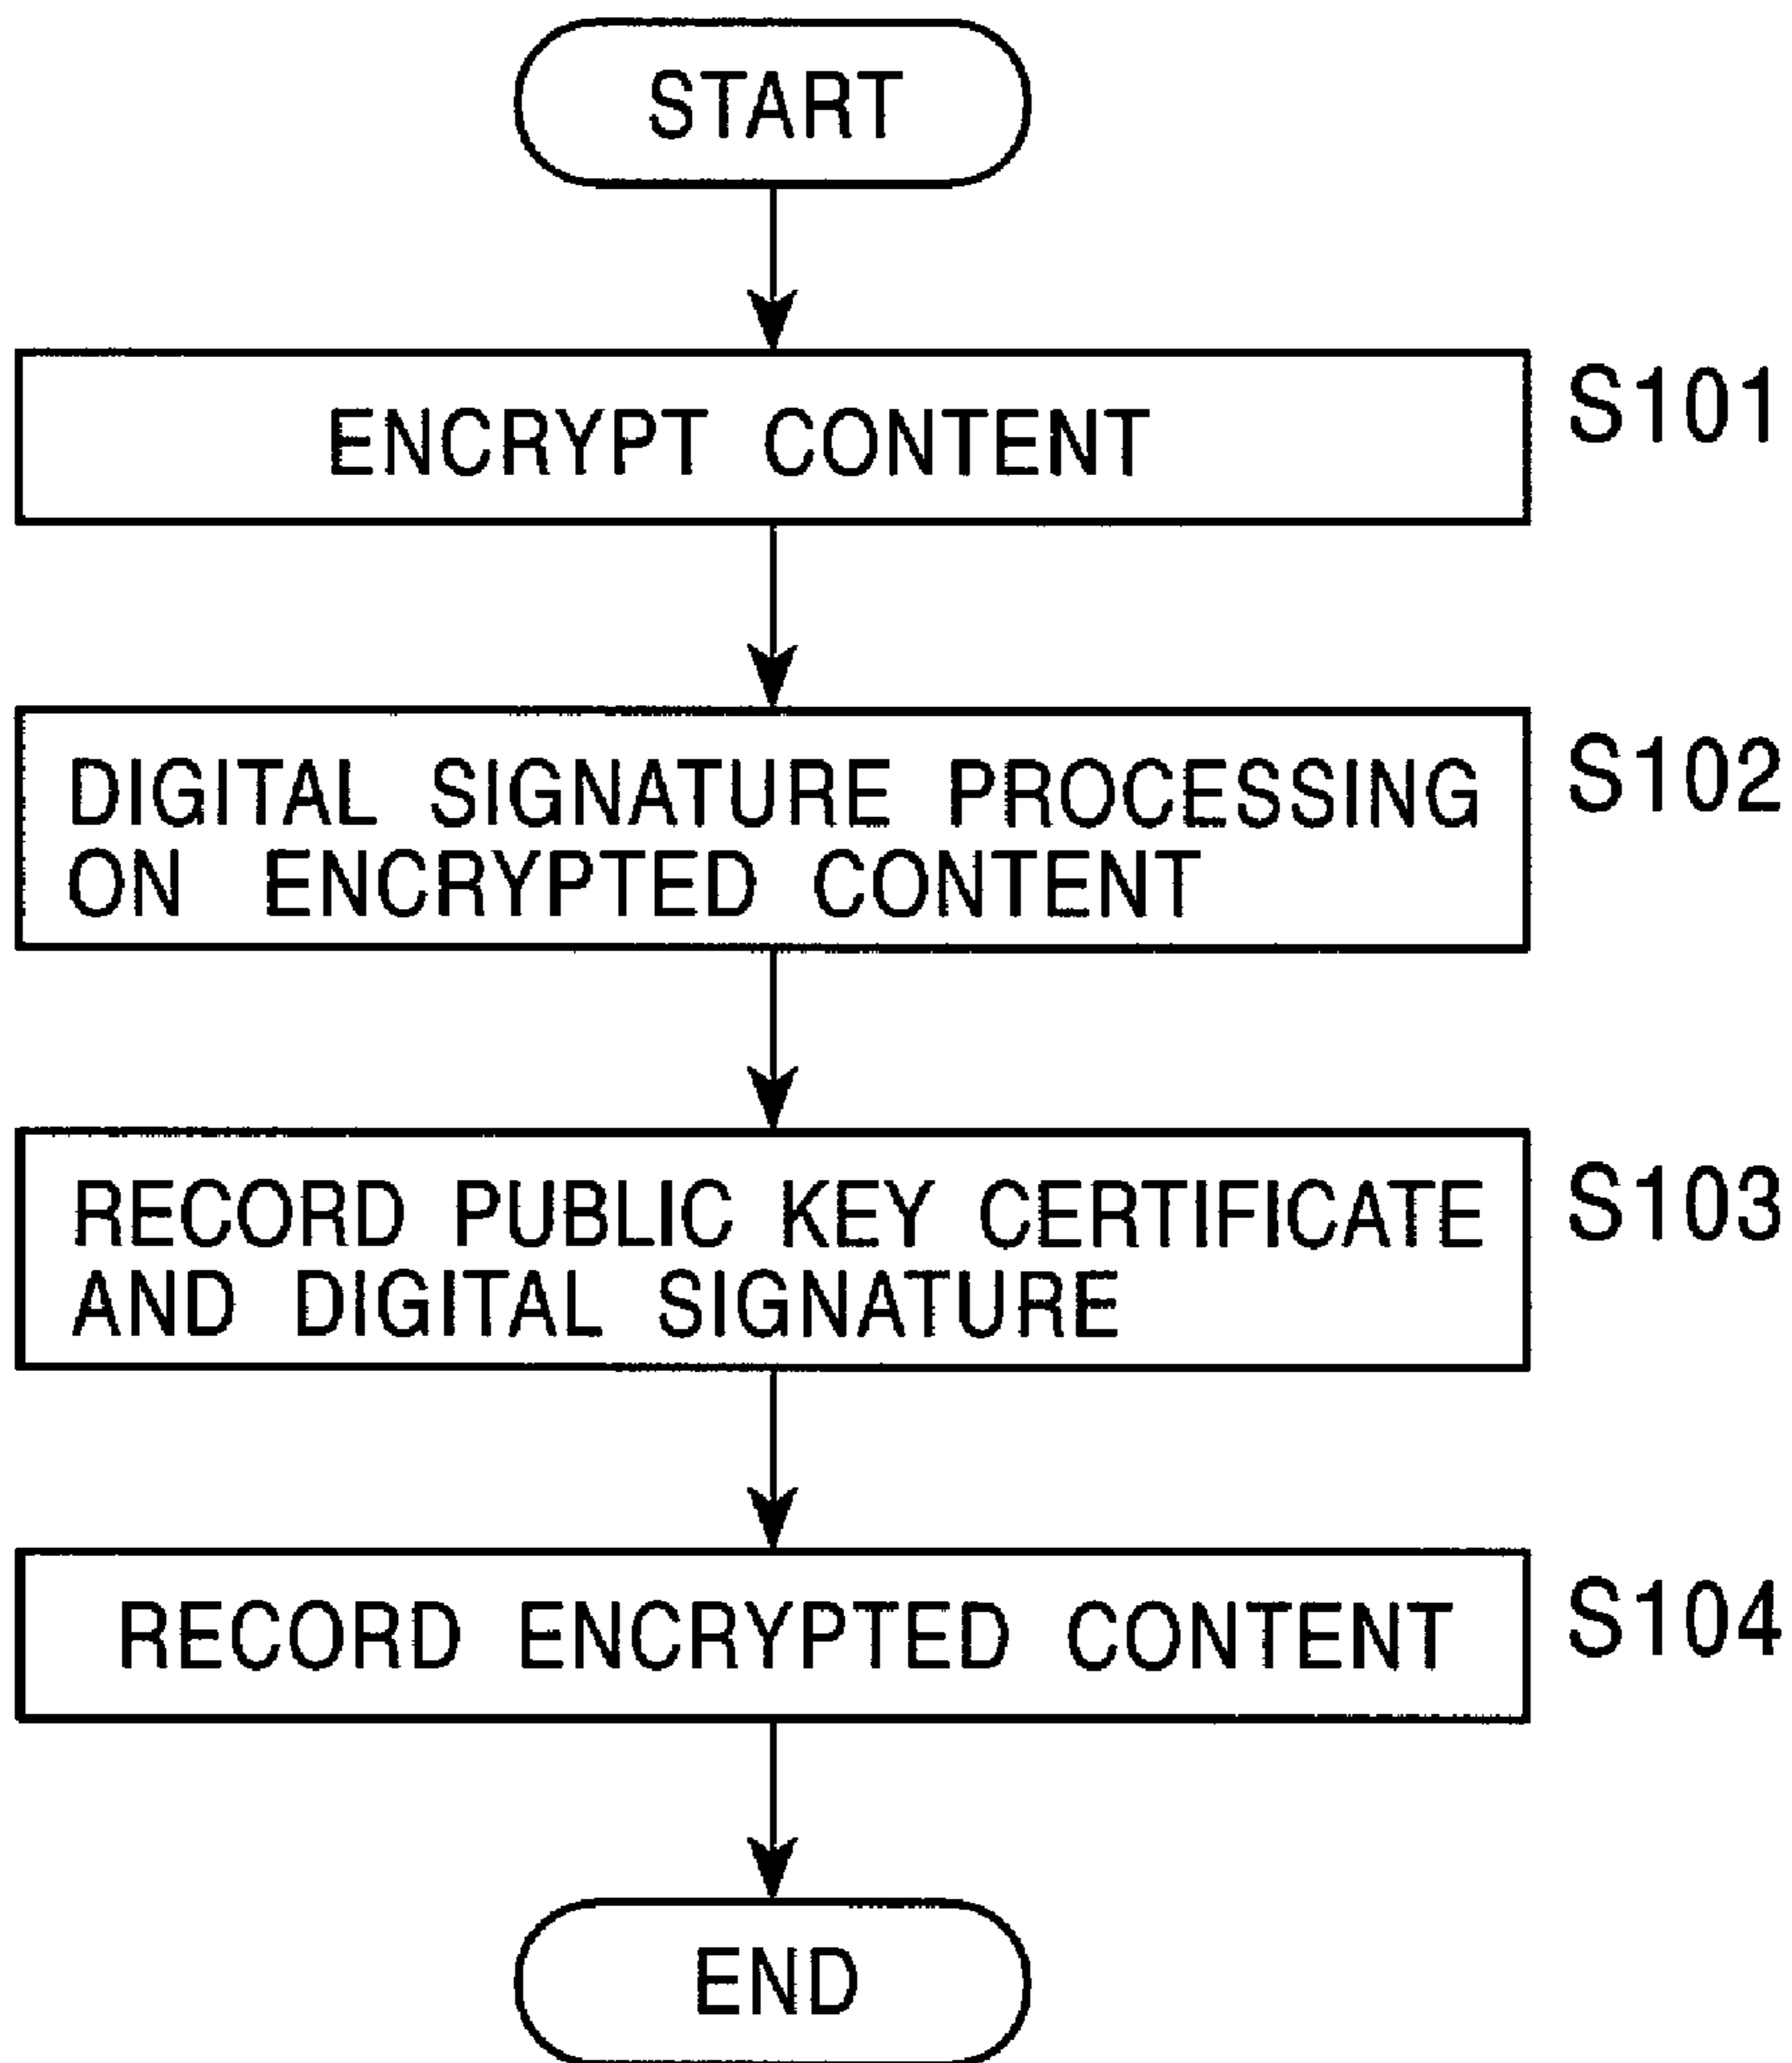 START
ENCRYPT CONTENT
S101
DIGITAL SIGNATURE PROCESSING
ON ENCRYPTED CONTENT
S102
RECORD PUBLIC KEY CERTIFICATE
AND DIGITAL SIGNATURE
S103
RECORD ENCRYPTED CONTENT
S104
END